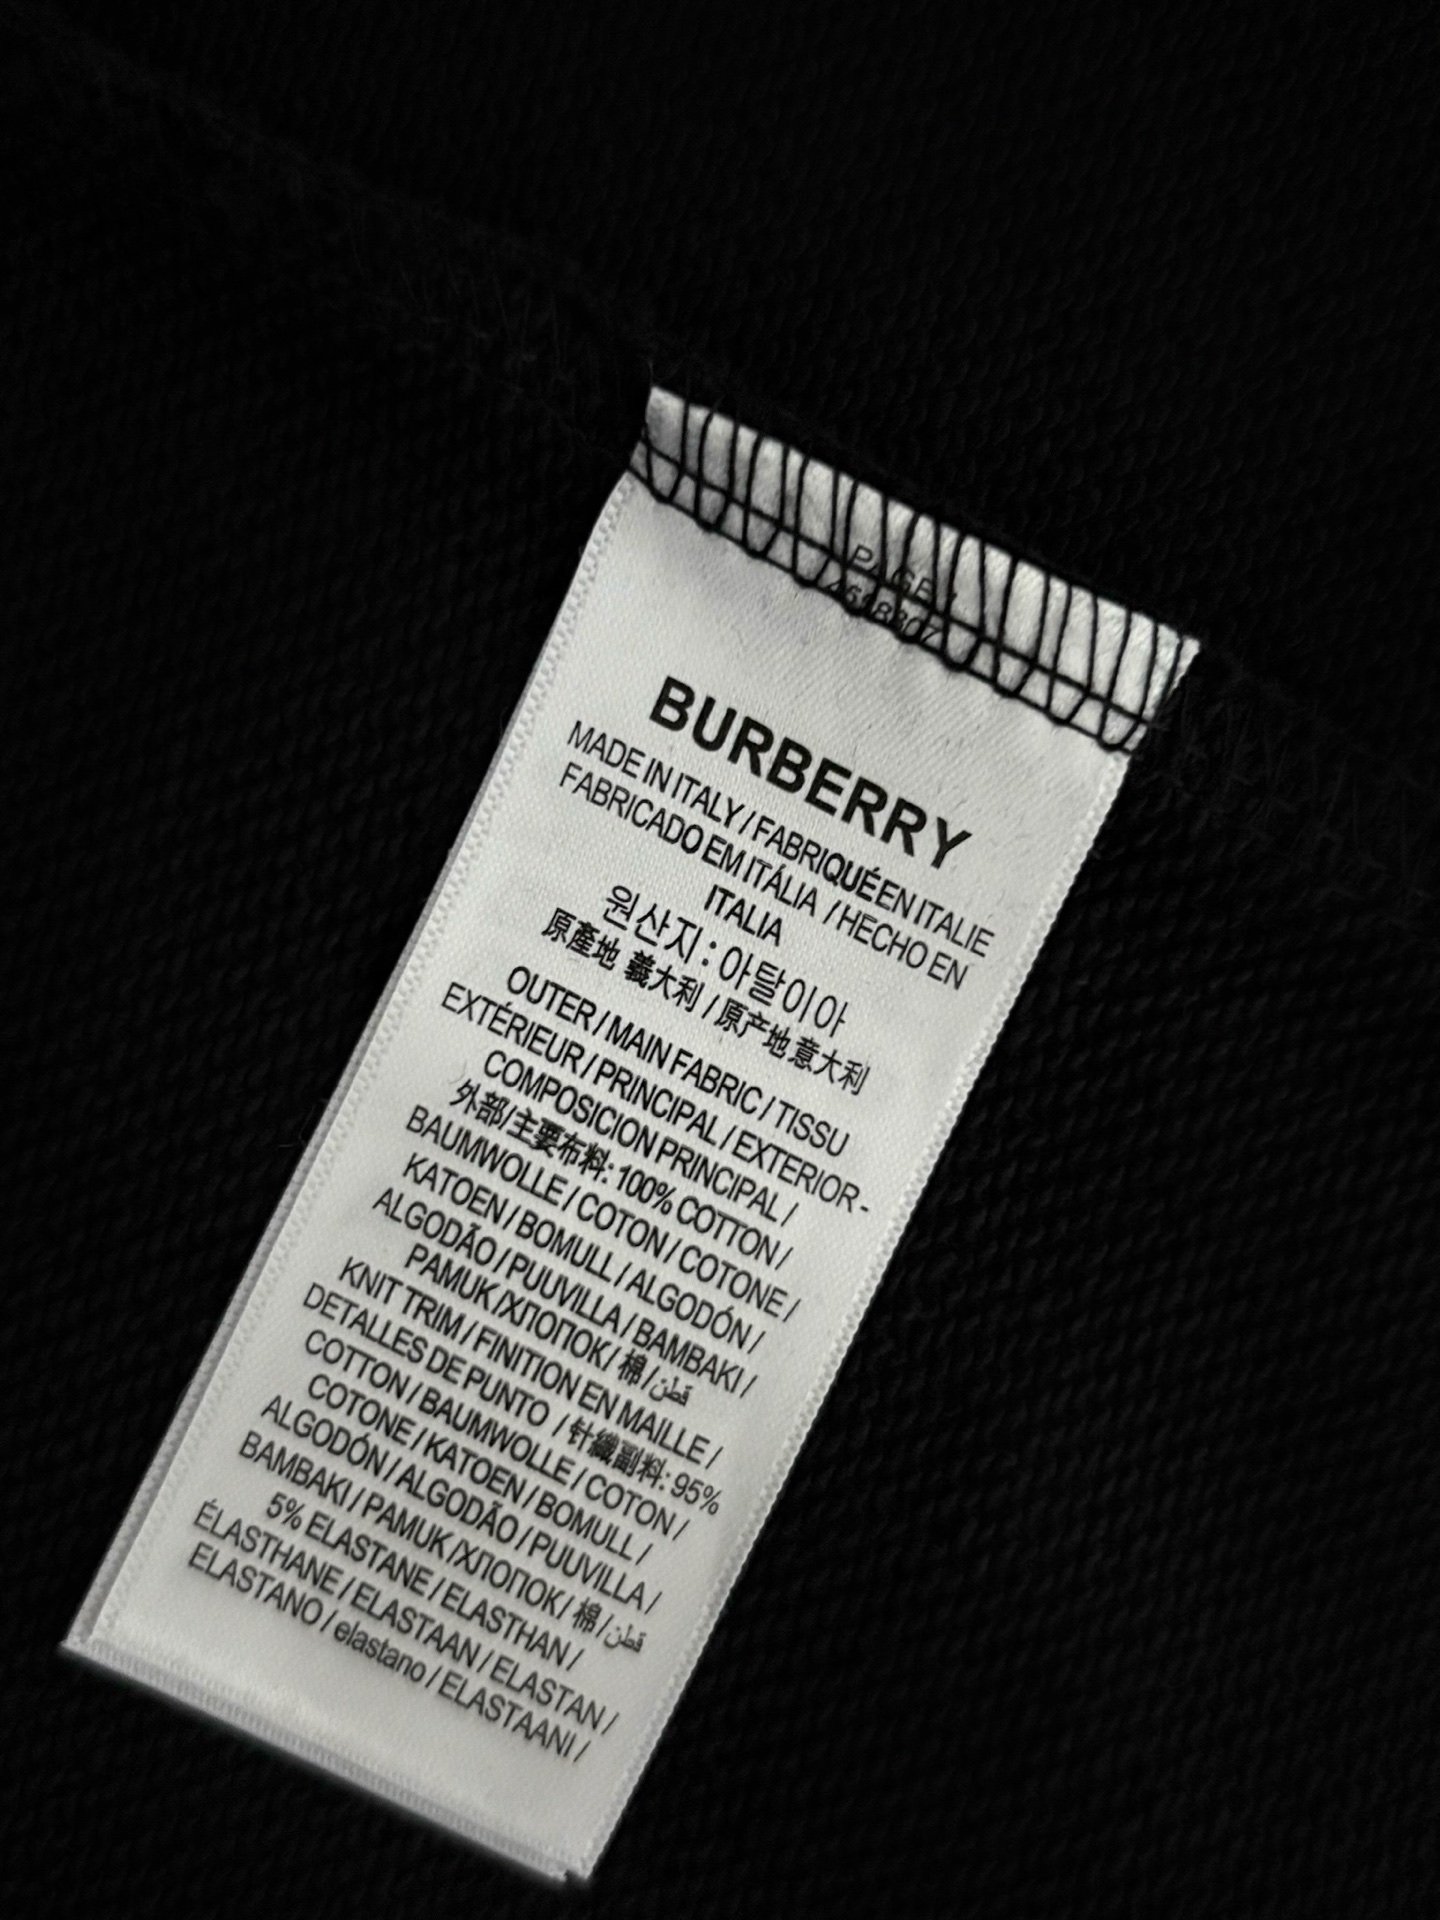 BURBERRY
MADE IN ITALY / FABRIQUÉ EN ITALIE
FABRICADO EM ITÁLIA / HECHO EN
ITALIA
원산지 : 아탈이아
原產地 義大利 / 原产地意大利
OUTER / MAIN FABRIC / TISSU
EXTÉRIEUR / PRINCIPAL / EXTERIOR-
COMPOSICION PRINCIPAL /
外部/主要布料: 100% COTTON /
BAUMWOLLE / COTON / COTONE /
KATOEN / BOMULL / ALGODÓN /
ALGODÃO / PUUVILLA / BAMBAKI /
PAMUK /ХЛОПОК/ 棉/قطن
KNIT TRIM / FINITION EN MAILLE /
DETALLES DE PUNTO / 针織副料: 95%
COTTON / BAUMWOLLE / COTON /
COTONE / KATOEN / BOMULL /
ALGODÓN / ALGODÃO / PUUVILLA /
BAMBAKI / PAMUK /ХЛОПОК/ 棉/قطن
5% ELASTANE / ELASTHAN /
ÉLASTHANE / ELASTAAN / ELASTAN /
ELASTANO / elastano / ELASTAANI /